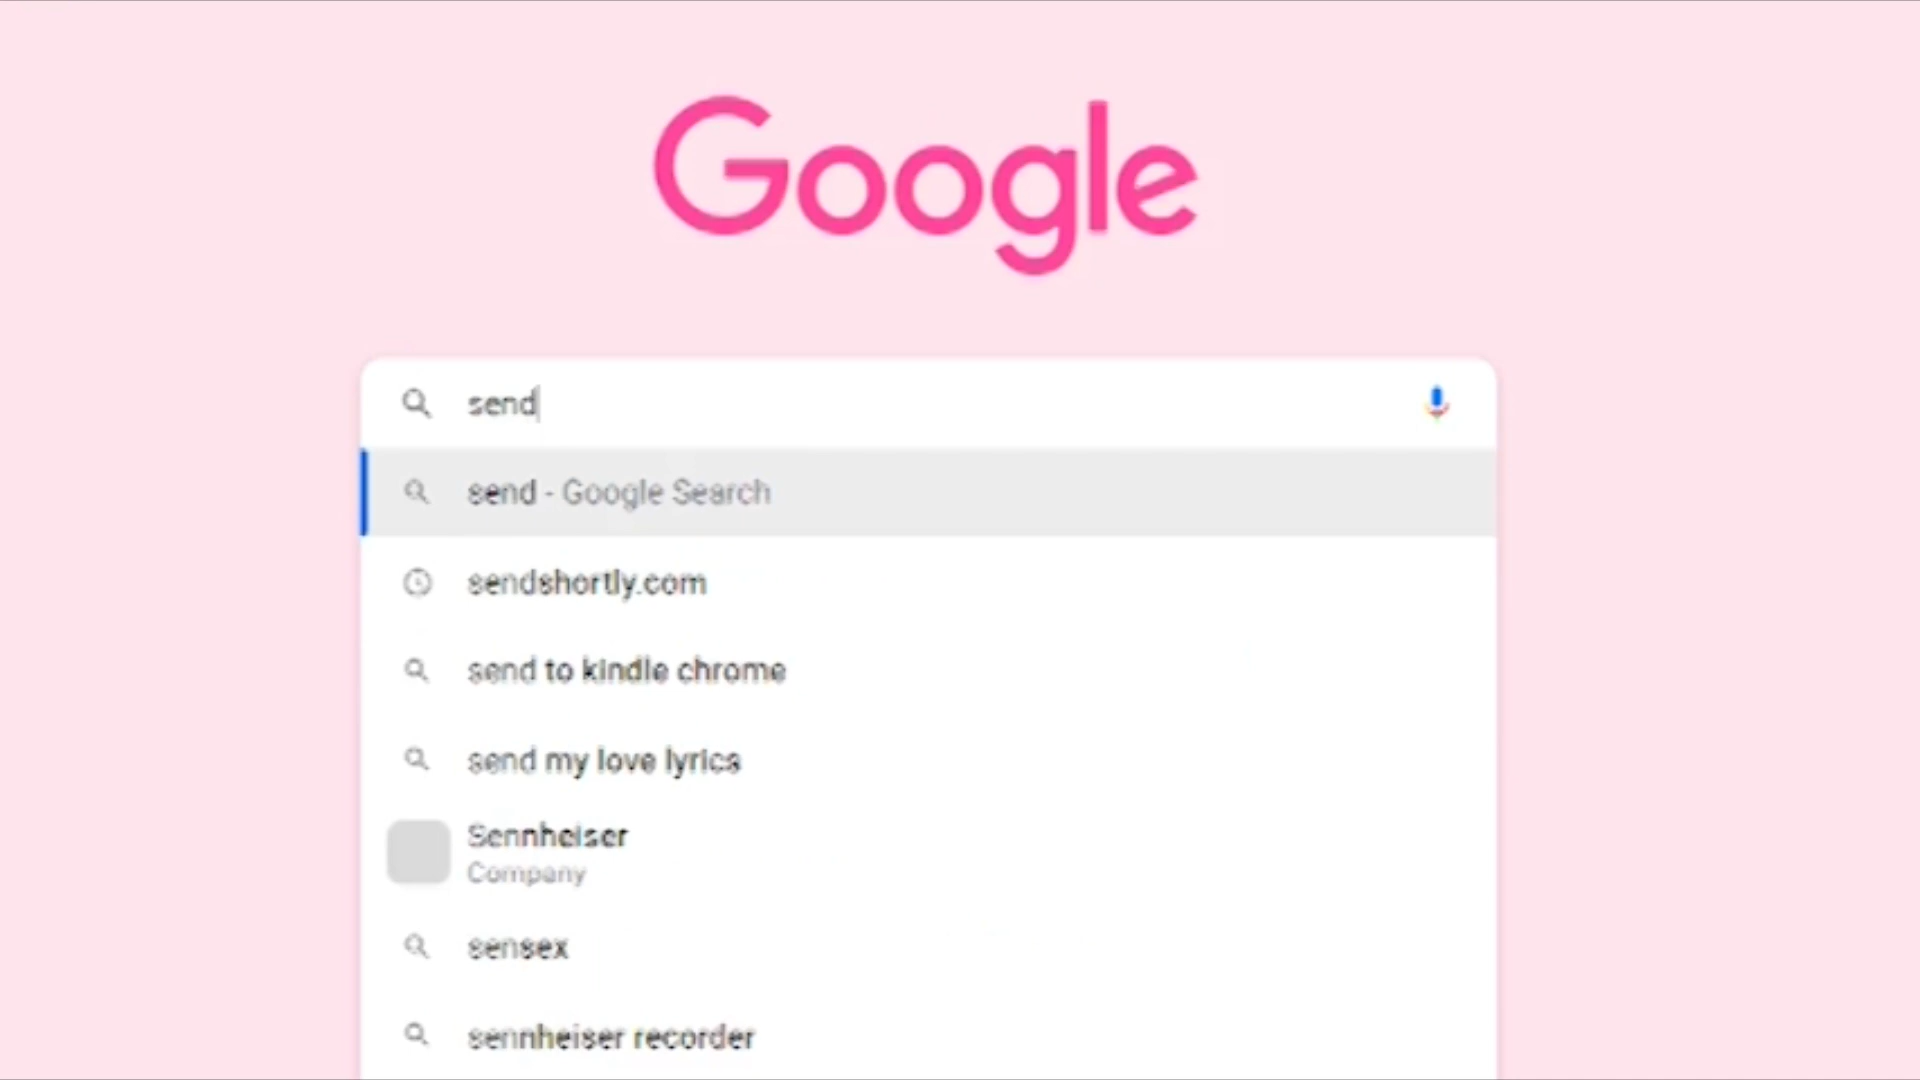 Google
send
send - Google Search
sendshortly.com
send to kindle chrome
send my love lyrics
Sennheiser
Company
sensex
sennheiser recorder